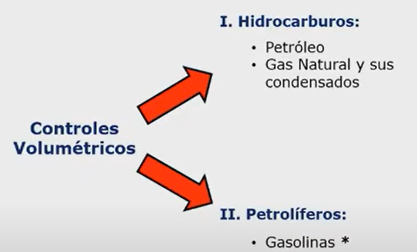 I. Hidrocarburos:
• Petróleo
• Gas Natural y sus
condensados
Controles
Volumétricos
II. Petrolíferos:
• Gasolinas *